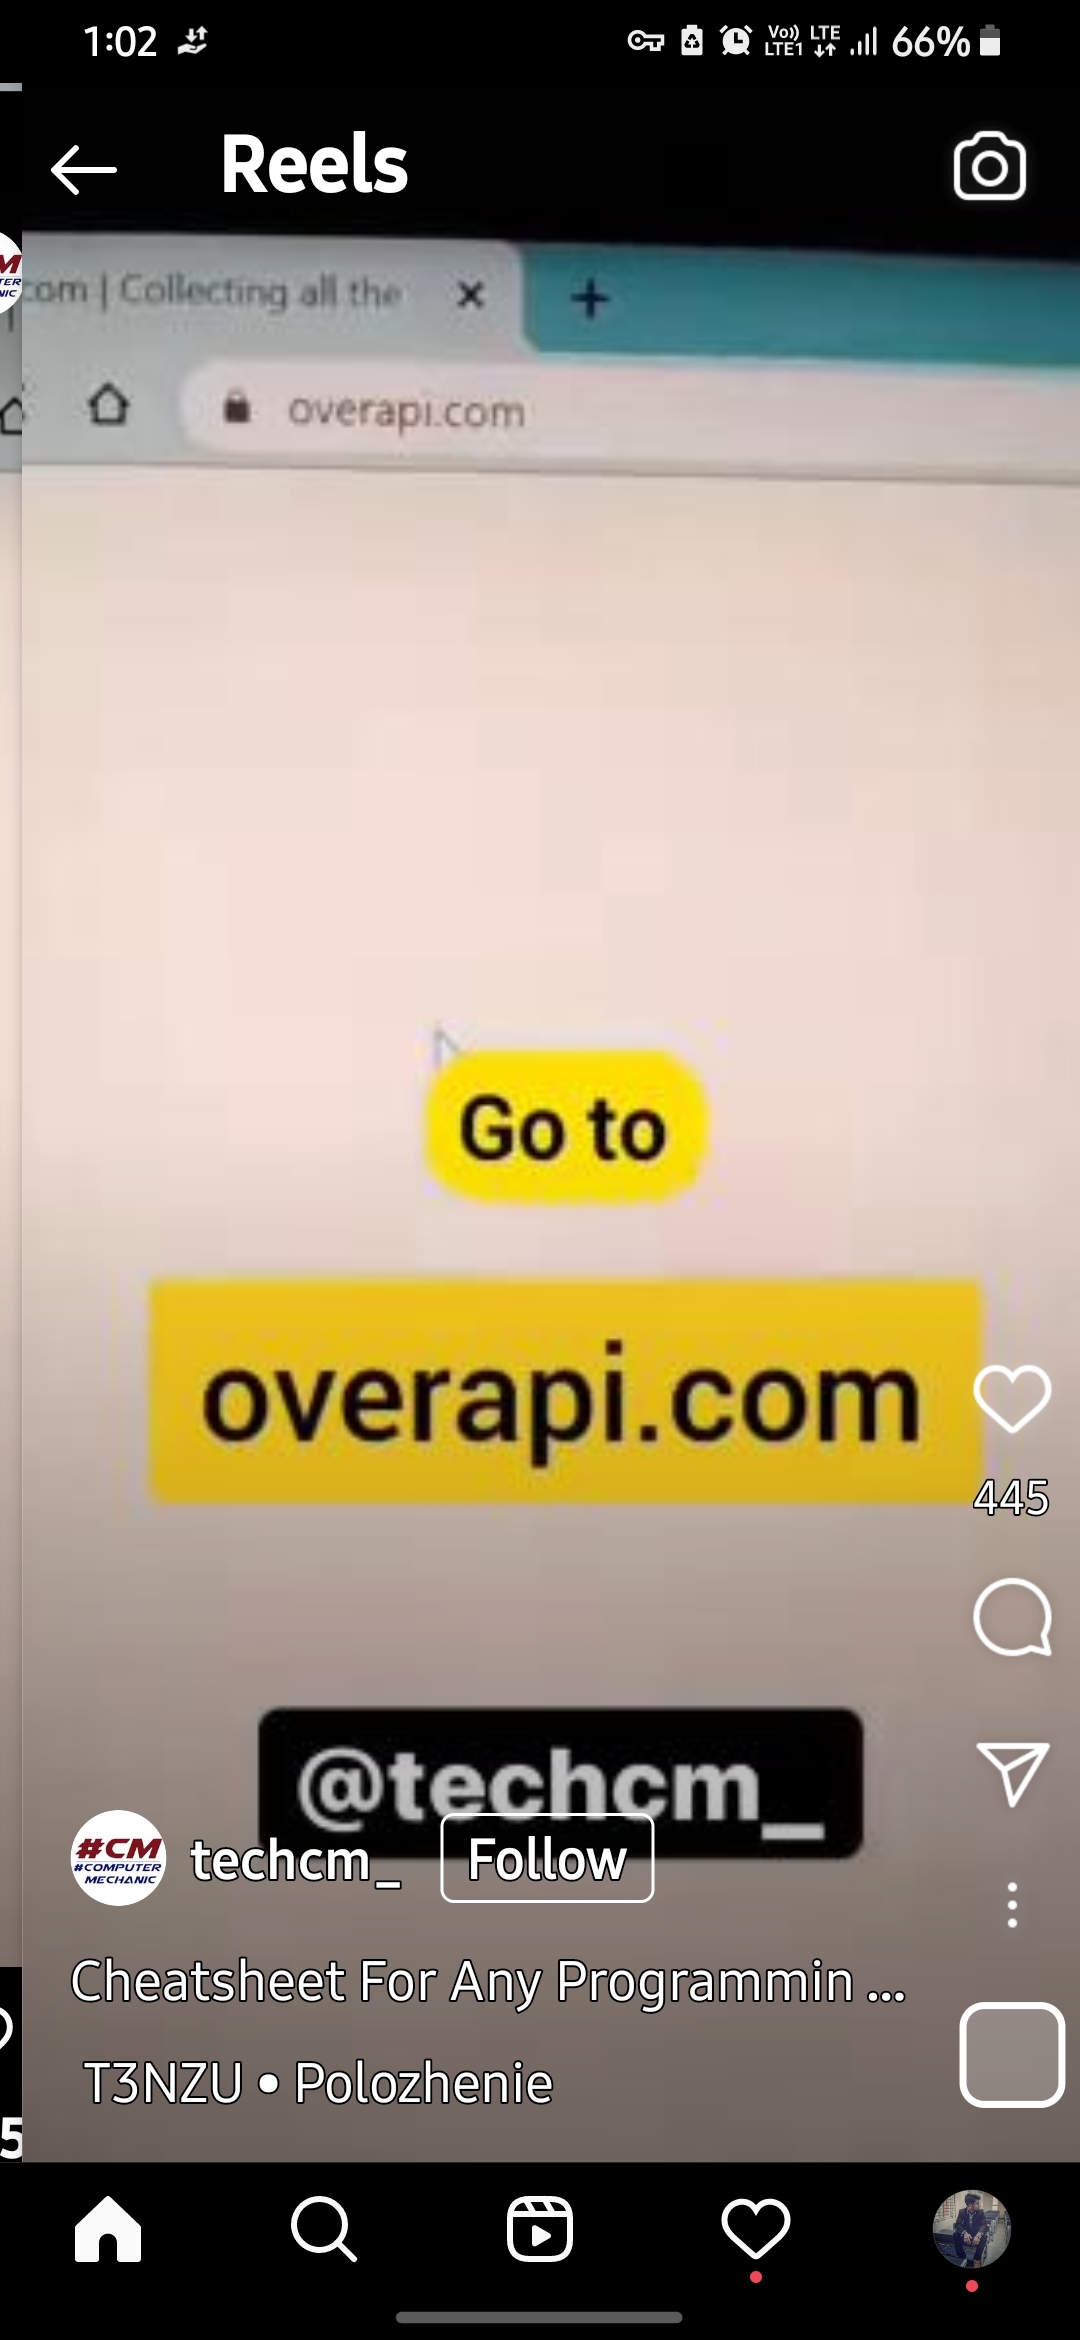 1:02
Vo)) LTE
LTE1
66%
Reels
com | Collecting all the
overapi.com
Go to
overapi.com
445
@techcm_
#CM
#COMPUTER
MECHANIC
techcm_ Follow
Cheatsheet For Any Programmin ...
T3NZU • Polozhenie